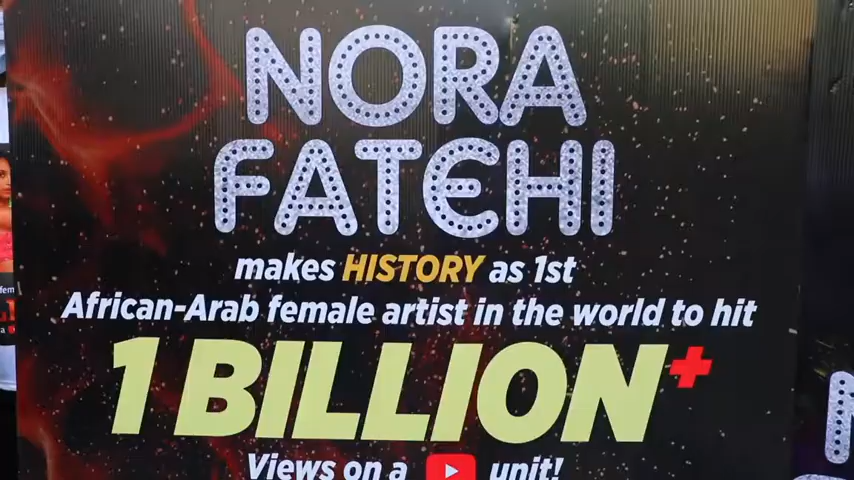 NORA
FATEHI
makes HISTORY as 1st
African-Arab female artist in the world to hit
1 BILLION+
Views on a unit!